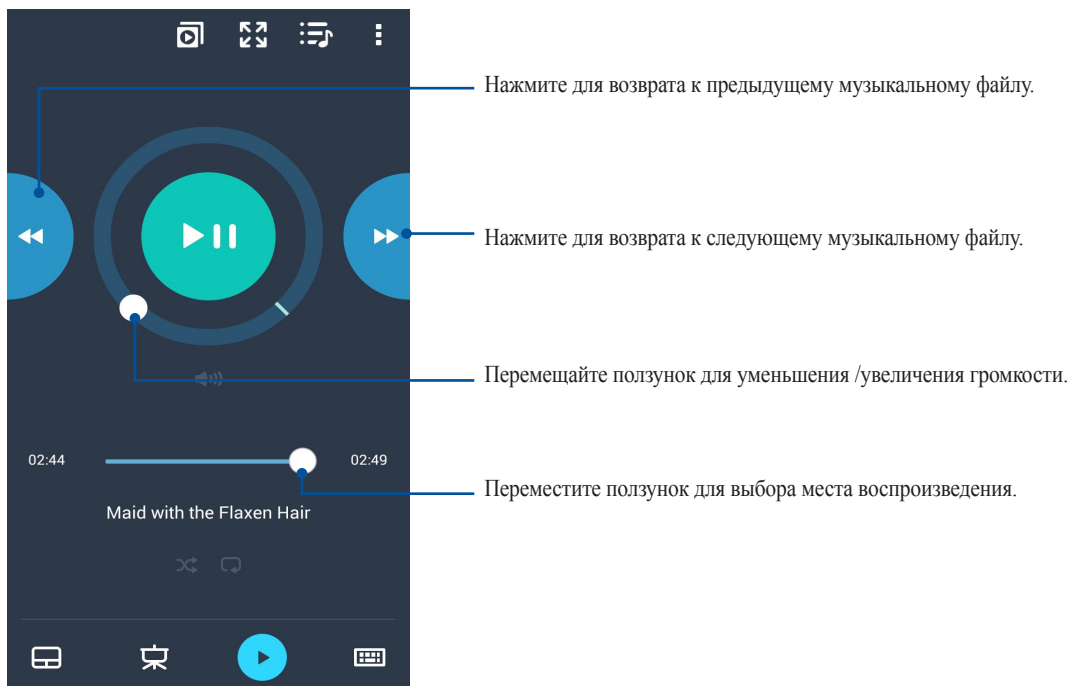 Нажмите для возврата к предыдущему музыкальному файлу.
Нажмите для возврата к следующему музыкальному файлу.
Перемещайте ползунок для уменьшения /увеличения громкости.
02:44
02:49
Переместите ползунок для выбора места воспроизведения.
Maid with the Flaxen Hair